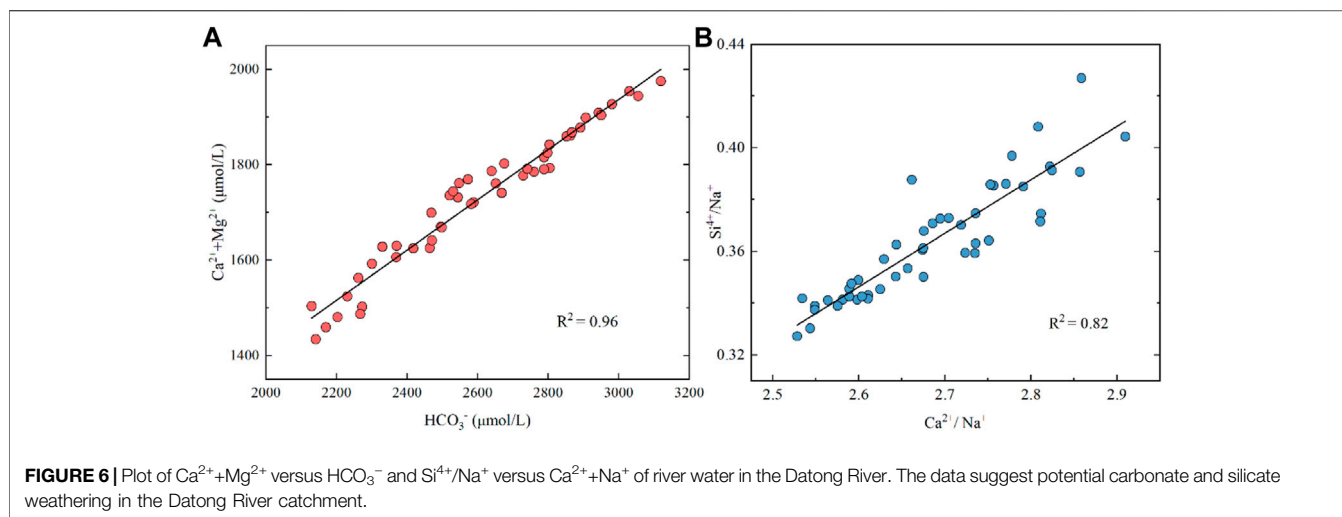 A
Ca²⁺+Mg²⁺ (μmol/L)
2000
1800
1600
1400
R² = 0.96
2000 2200 2400 2600 2800 3000 3200
HCO₃⁻ (μmol/L)
B
Si⁴⁺/Na⁺
0.44
0.40
0.36
0.32
R² = 0.82
2.5 2.6 2.7 2.8 2.9
Ca²⁺/ Na⁺
FIGURE 6 | Plot of Ca²⁺+Mg²⁺ versus HCO₃⁻ and Si⁴⁺/Na⁺ versus Ca²⁺+Na⁺ of river water in the Datong River. The data suggest potential carbonate and silicate
weathering in the Datong River catchment.